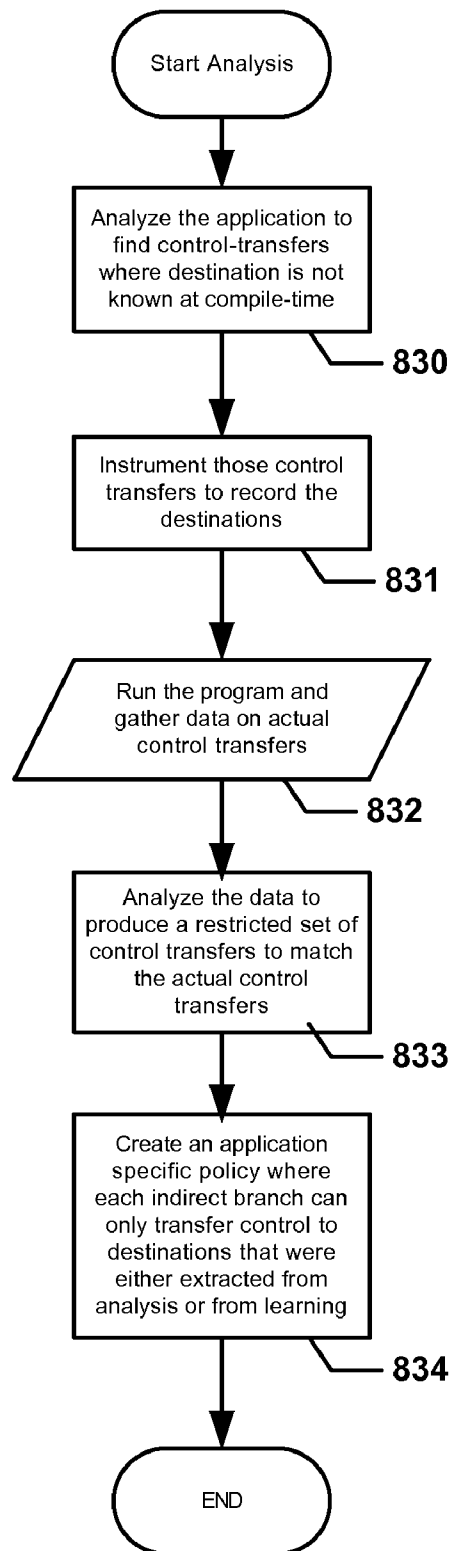 Start Analysis
Analyze the application to
find control-transfers
where destination is not
known at compile-time
830
Instrument those control
transfers to record the
destinations
831
Run the program and
gather data on actual
control transfers
832
Analyze the data to
produce a restricted set of
control transfers to match
the actual control
transfers
833
Create an application
specific policy where
each indirect branch can
only transfer control to
destinations that were
either extracted from
analysis or from learning
834
END